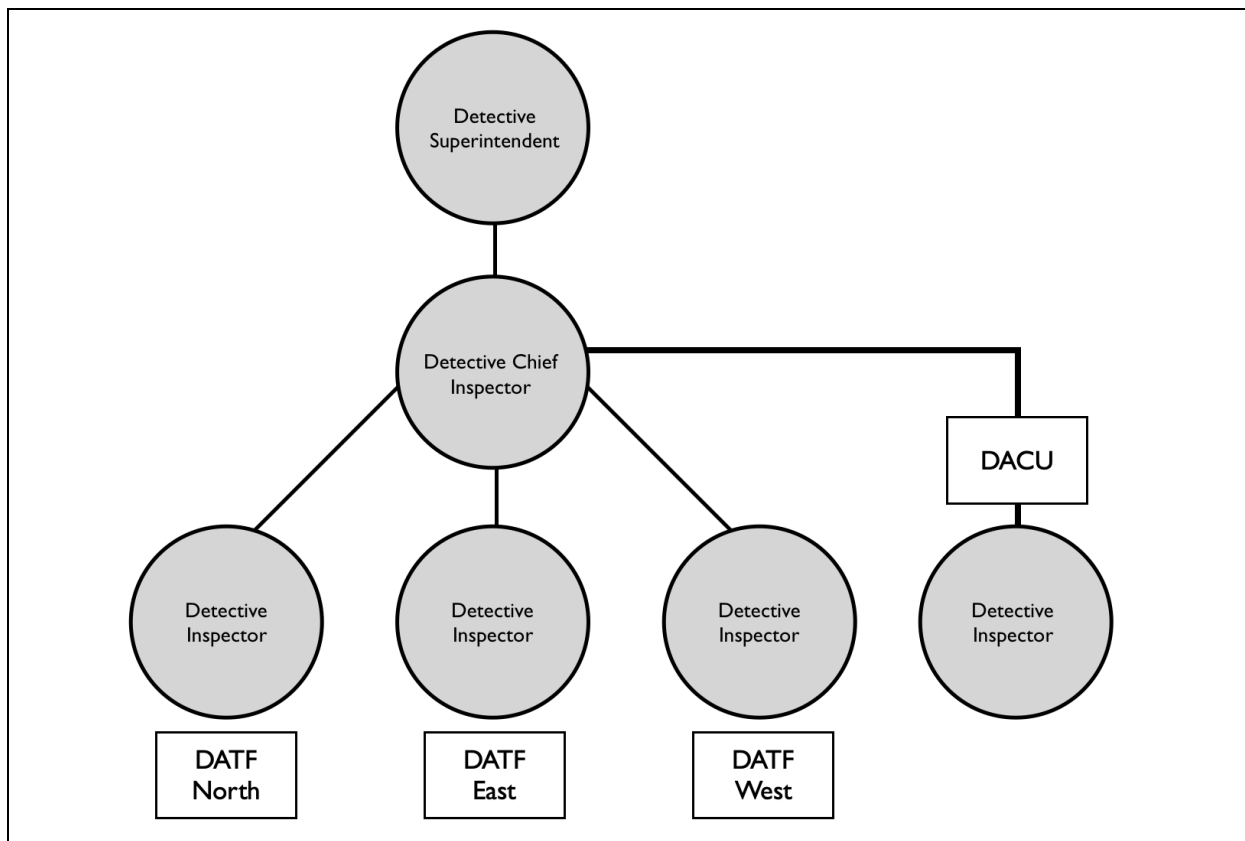 Detective
Superintendent
Detective Chief
Inspector
DACU
Detective
Inspector
Detective
Inspector
Detective
Inspector
Detective
Inspector
DATF
North
DATF
East
DATF
West